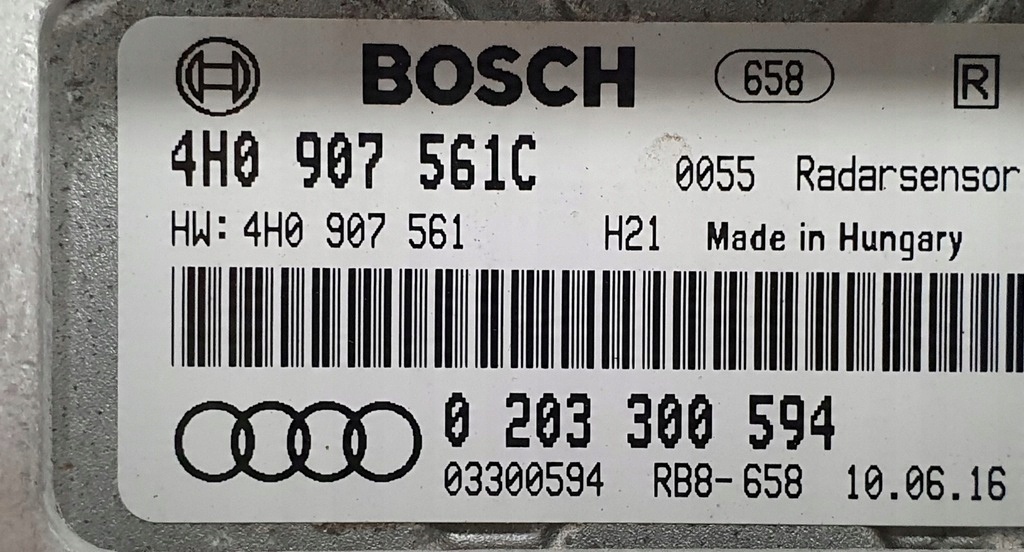 BOSCH 658 R
4H0 907 561C 0055 Radarsensor
HW: 4H0 907 561 H21 Made in Hungary
0 203 300 594
03300594 RB8-658 10.06.16